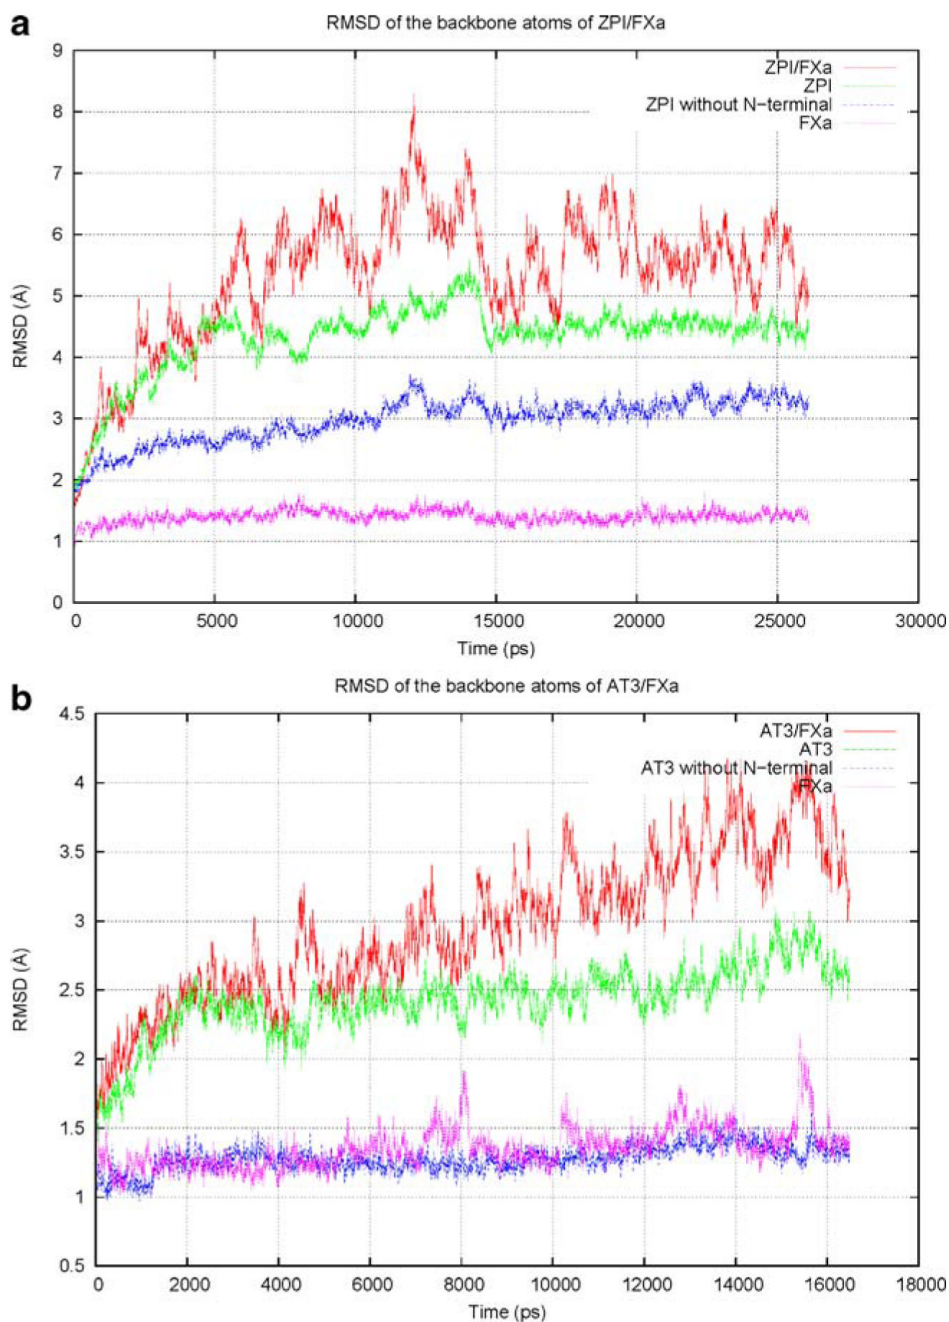 a
RMSD of the backbone atoms of ZPI/FXa
9
8
7
6
5
4
3
2
1
0
RMSD (Å)
ZPI/FXa
ZPI
ZPI without N−terminal
FXa
0 5000 10000 15000 20000 25000 30000
Time (ps)
b
RMSD of the backbone atoms of AT3/FXa
4.5
4
3.5
3
2.5
2
1.5
1
0.5
RMSD (Å)
AT3/FXa
AT3
AT3 without N−terminal
FXa
0 2000 4000 6000 8000 10000 12000 14000 16000 18000
Time (ps)